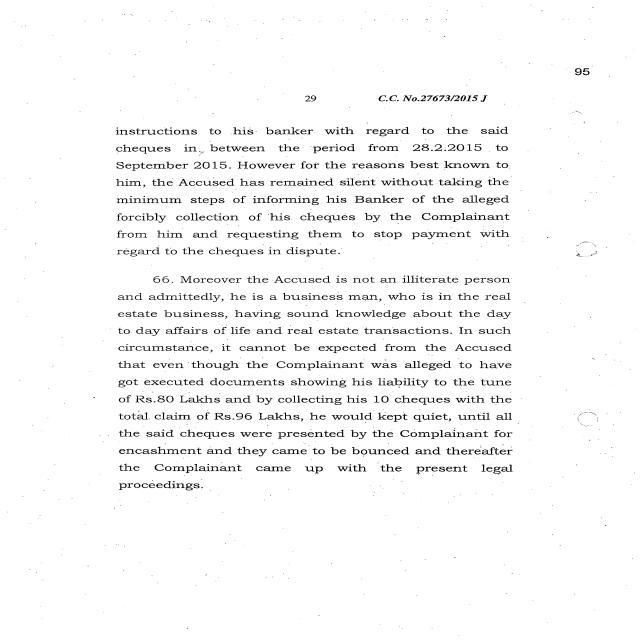 95
29 C.C. No.27673/2015 J
instructions to his banker with regard to the said
cheques in between the period from 28.2.2015 to
September 2015. However for the reasons best known to
him, the Accused has remained silent without taking the
minimum steps of informing his Banker of the alleged
forcibly collection of his cheques by the Complainant
from him and requesting them to stop payment with
regard to the cheques in dispute.
66. Moreover the Accused is not an illiterate person
and admittedly, he is a business man, who is in the real
estate business, having sound knowledge about the day
to day affairs of life and real estate transactions. In such
circumstance, it cannot be expected from the Accused
that even though the Complainant was alleged to have
got executed documents showing his liability to the tune
of Rs.80 Lakhs and by collecting his 10 cheques with the
total claim of Rs.96 Lakhs, he would kept quiet, until all
the said cheques were presented by the Complainant for
encashment and they came to be bounced and thereafter
the Complainant came up with the present legal
proceedings.